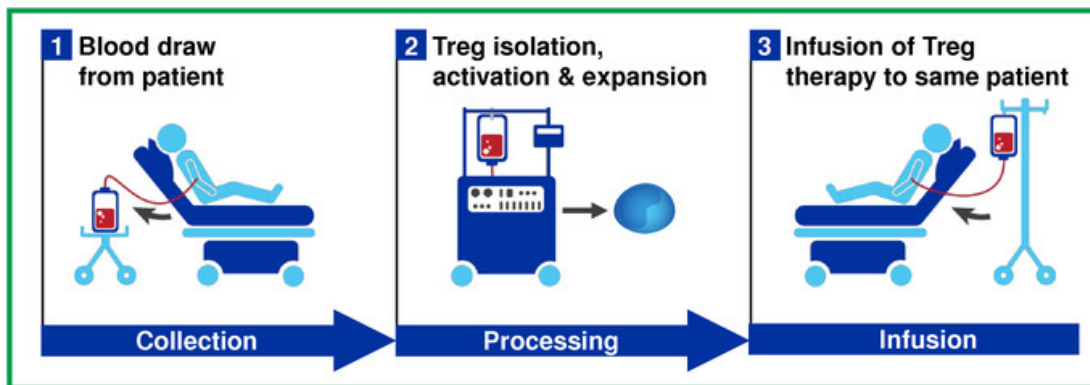 1 Blood draw
from patient
2 Treg isolation,
activation & expansion
3 Infusion of Treg
therapy to same patient
Collection
Processing
Infusion